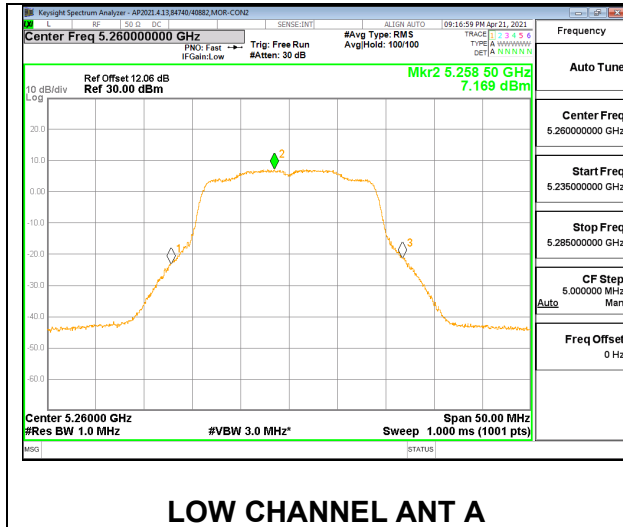 Keysight Spectrum Analyzer - AP2021.4.13,84740/40882,MOR-CON2
L RF 50 Ω DC SENSE:INT ALIGN AUTO 09:16:59 PM Apr 21, 2021
Center Freq 5.260000000 GHz
#Avg Type: RMS
TRACE 1 2 3 4 5 6
Frequency
PNO: Fast
Trig: Free Run
Avg|Hold: 100/100
TYPE A WWWWW
IFGain:Low
#Atten: 30 dB
DET A N N N N N
Auto Tune
Mkr2 5.258 50 GHz
Ref Offset 12.06 dB
10 dB/div
Ref 30.00 dBm
7.169 dBm
Log
Center Freq
5.260000000 GHz
20.0
10.0
2
Start Freq
5.235000000 GHz
0.00
-10.0
Stop Freq
5.285000000 GHz
-20.0
1
3
-30.0
CF Step
5.000000 MHz
Auto Man
-40.0
Freq Offset
0 Hz
-50.0
-60.0
Center 5.26000 GHz
Span 50.00 MHz
#Res BW 1.0 MHz
#VBW 3.0 MHz*
Sweep 1.000 ms (1001 pts)
MSG
STATUS
LOW CHANNEL ANT A